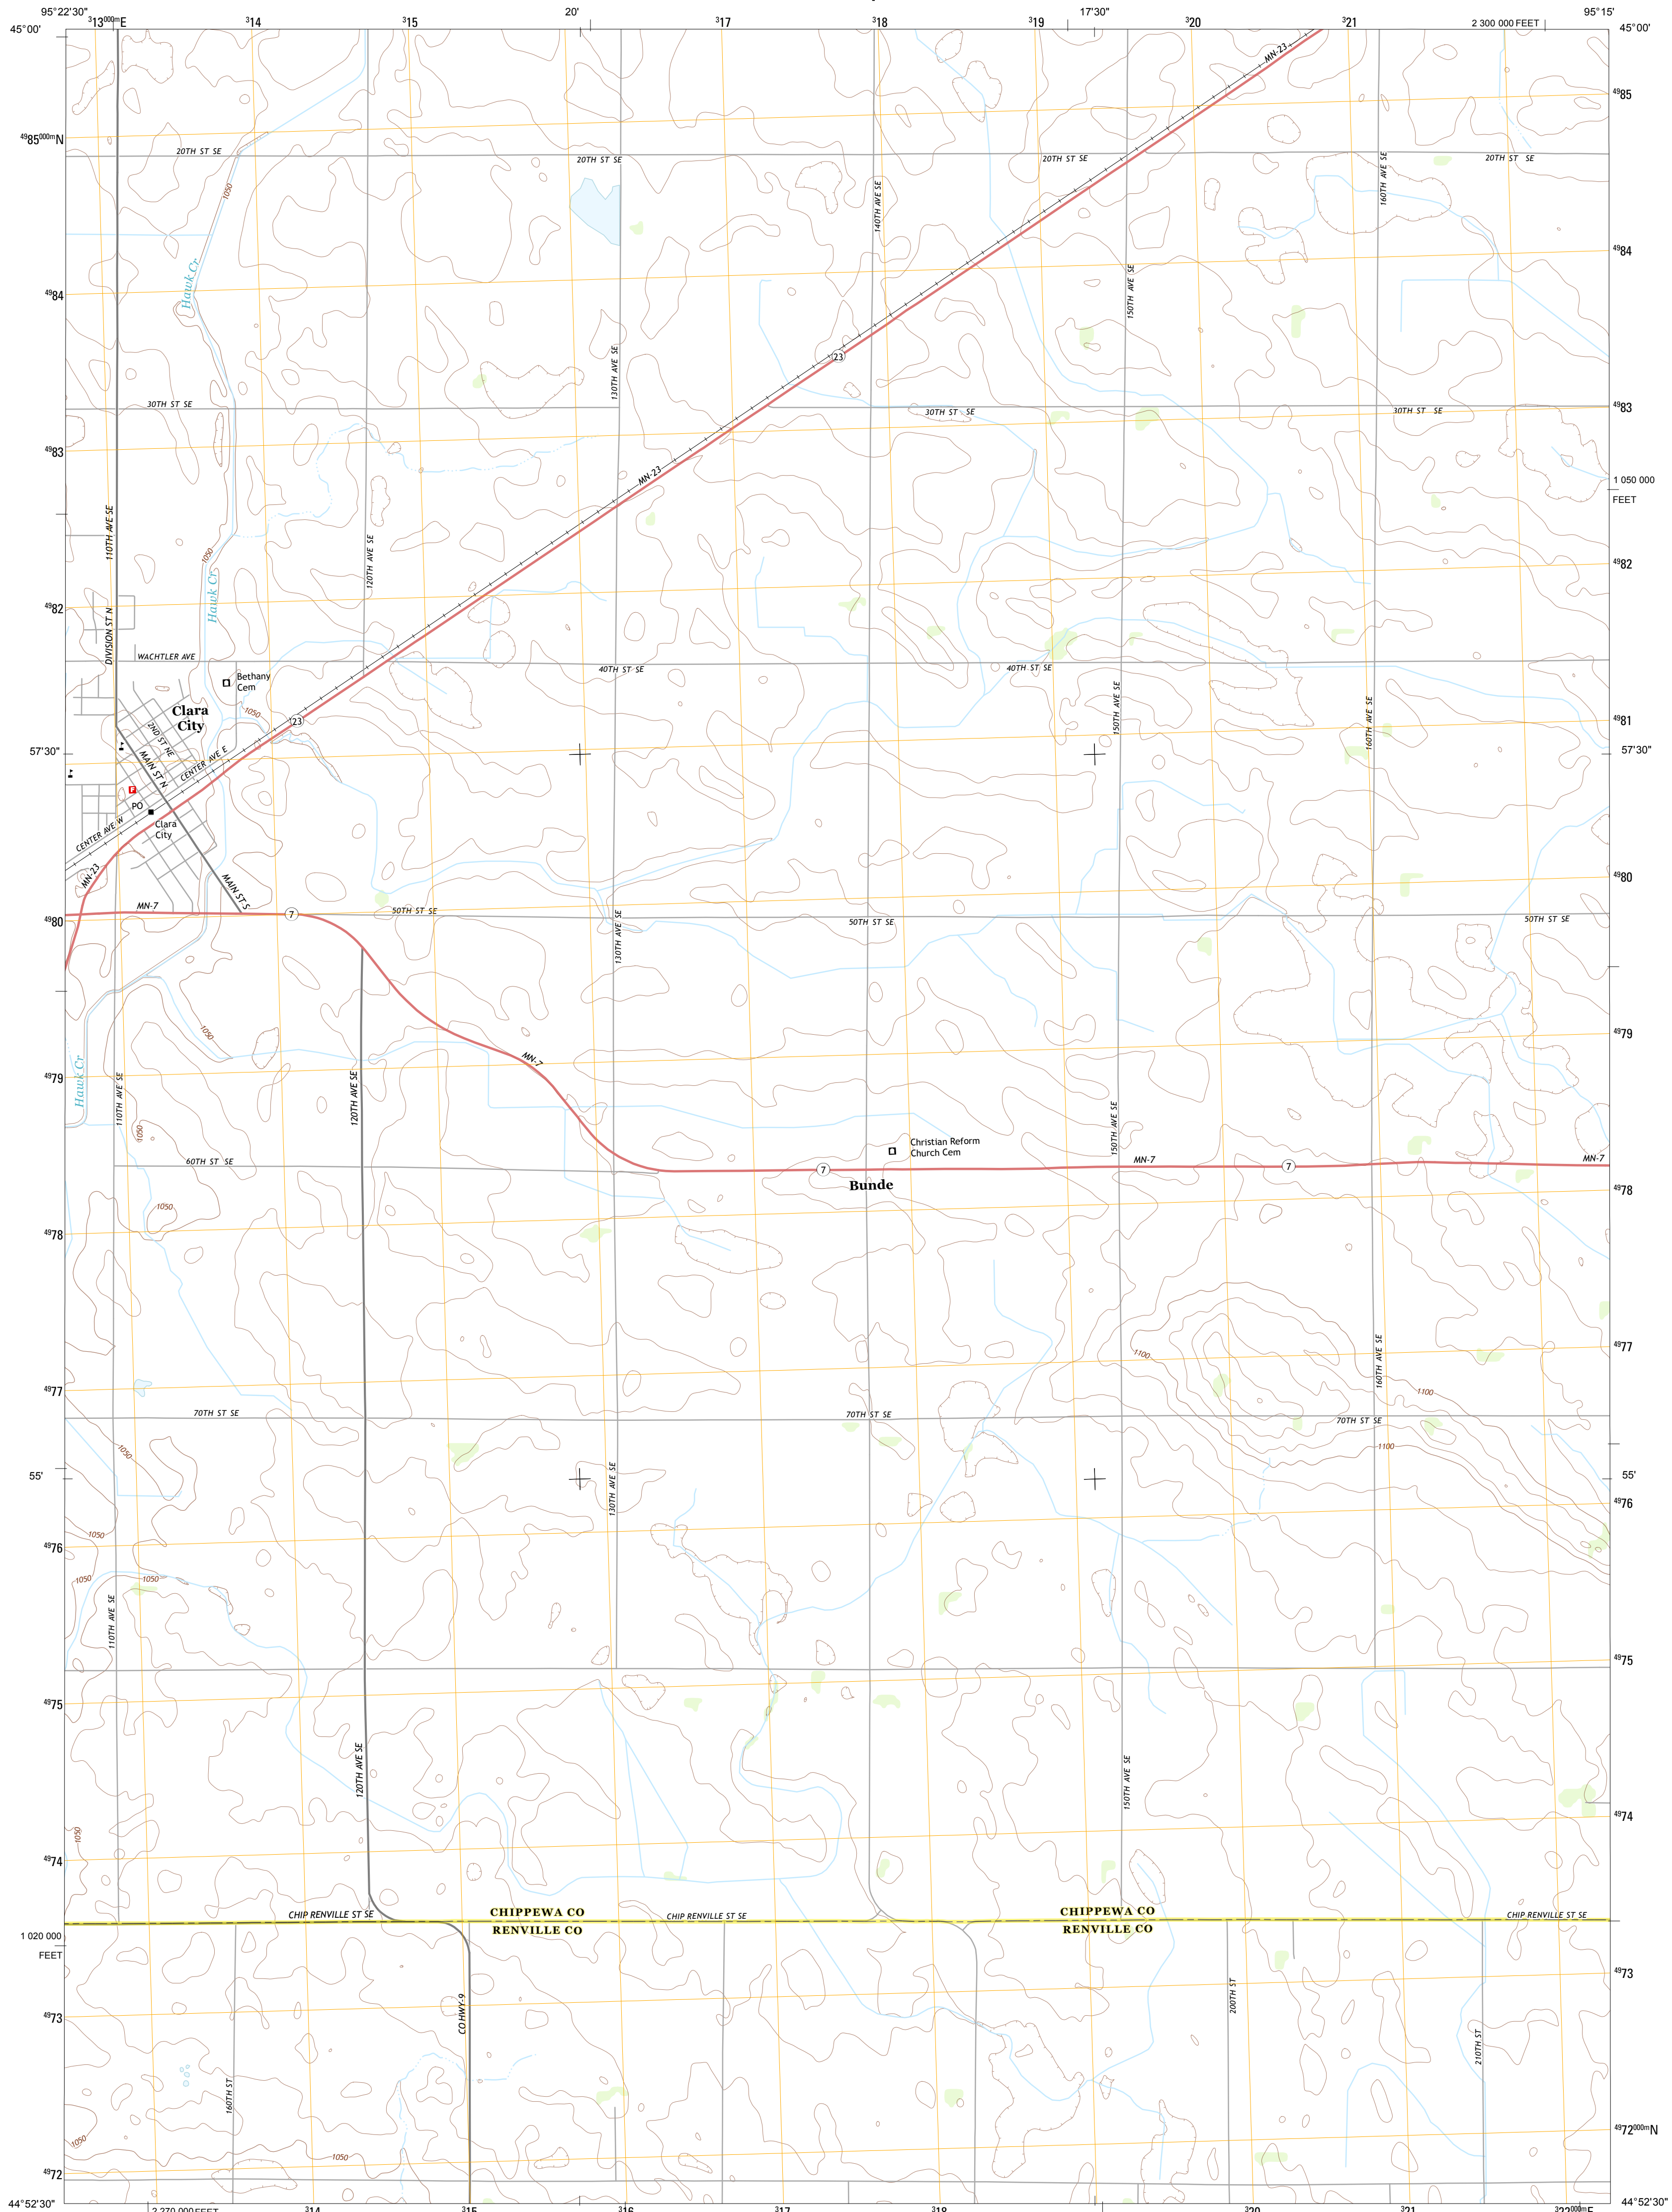 95°22'30"
³13⁰⁰⁰ᵐE
314
315
20'
317
318
319
17'30"
320
321
2 300 000 FEET
95°15'
45°00'
45°00'
MN-23
4985
4985⁰⁰⁰ᵐN
20TH ST SE
20TH ST SE
20TH ST SE
20TH ST SE
1050
140TH AVE SE
160TH AVE SE
4984
Hawk Cr
150TH AVE SE
4984
23
130TH AVE SE
30TH ST SE
30TH ST SE
30TH ST SE
4983
4983
MN-23
1 050 000
FEET
110TH AVE SE
120TH AVE SE
1050
4982
Hawk Cr
4982
DIVISION ST N
WACHTLER AVE
40TH ST SE
40TH ST SE
Bethany
Cem
150TH AVE SE
160TH AVE SE
Clara
City
1050
23
4981
2ND ST NE
57'30"
57'30"
MAIN ST N
CENTER AVE E
F
PO
Clara
City
CENTER AVE W
MN-23
MAIN ST S
4980
MN-7
7
50TH ST SE
50TH ST SE
50TH ST SE
4980
130TH AVE SE
1050
4979
MN-7
Hawk Cr
4979
110TH AVE SE
120TH AVE SE
150TH AVE SE
1050
Christian Reform
Church Cem
60TH ST SE
7
MN-7
7
MN-7
Bunde
4978
1050
4978
1100
160TH AVE SE
4977
4977
1100
70TH ST SE
70TH ST SE
70TH ST SE
1050
1100
55'
55'
130TH AVE SE
4976
1050
4976
1050
1050
110TH AVE SE
4975
4975
120TH AVE SE
150TH AVE SE
4974
1050
4974
CHIP RENVILLE ST SE
CHIPPEWA CO
CHIP RENVILLE ST SE
CHIPPEWA CO
CHIP RENVILLE ST SE
RENVILLE CO
RENVILLE CO
1 020 000
FEET
4973
200TH ST
CO HWY-9
4973
210TH ST
160TH ST
4972⁰⁰⁰ᵐN
1050
1050
4972
44°52'30"
44°52'30"
2 270 000 FEET
314
315
316
317
318
320
321
322⁰⁰⁰ᵐ